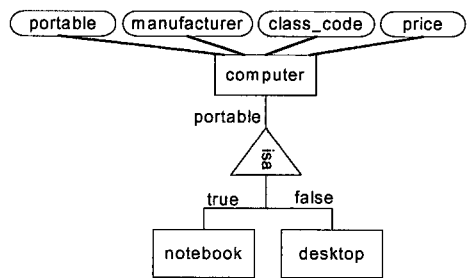 portable manufacturer class_code price
computer
portable
isa
true false
notebook desktop